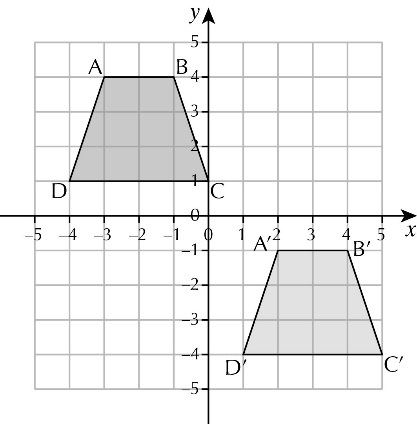 y
5
A B 4
3
2
D 1 C
0
–5 –4 –3 –2 –1 0 1 2 3 4 5 x
–1 A′ B′
–2
–3
–4
D′ C′
–5